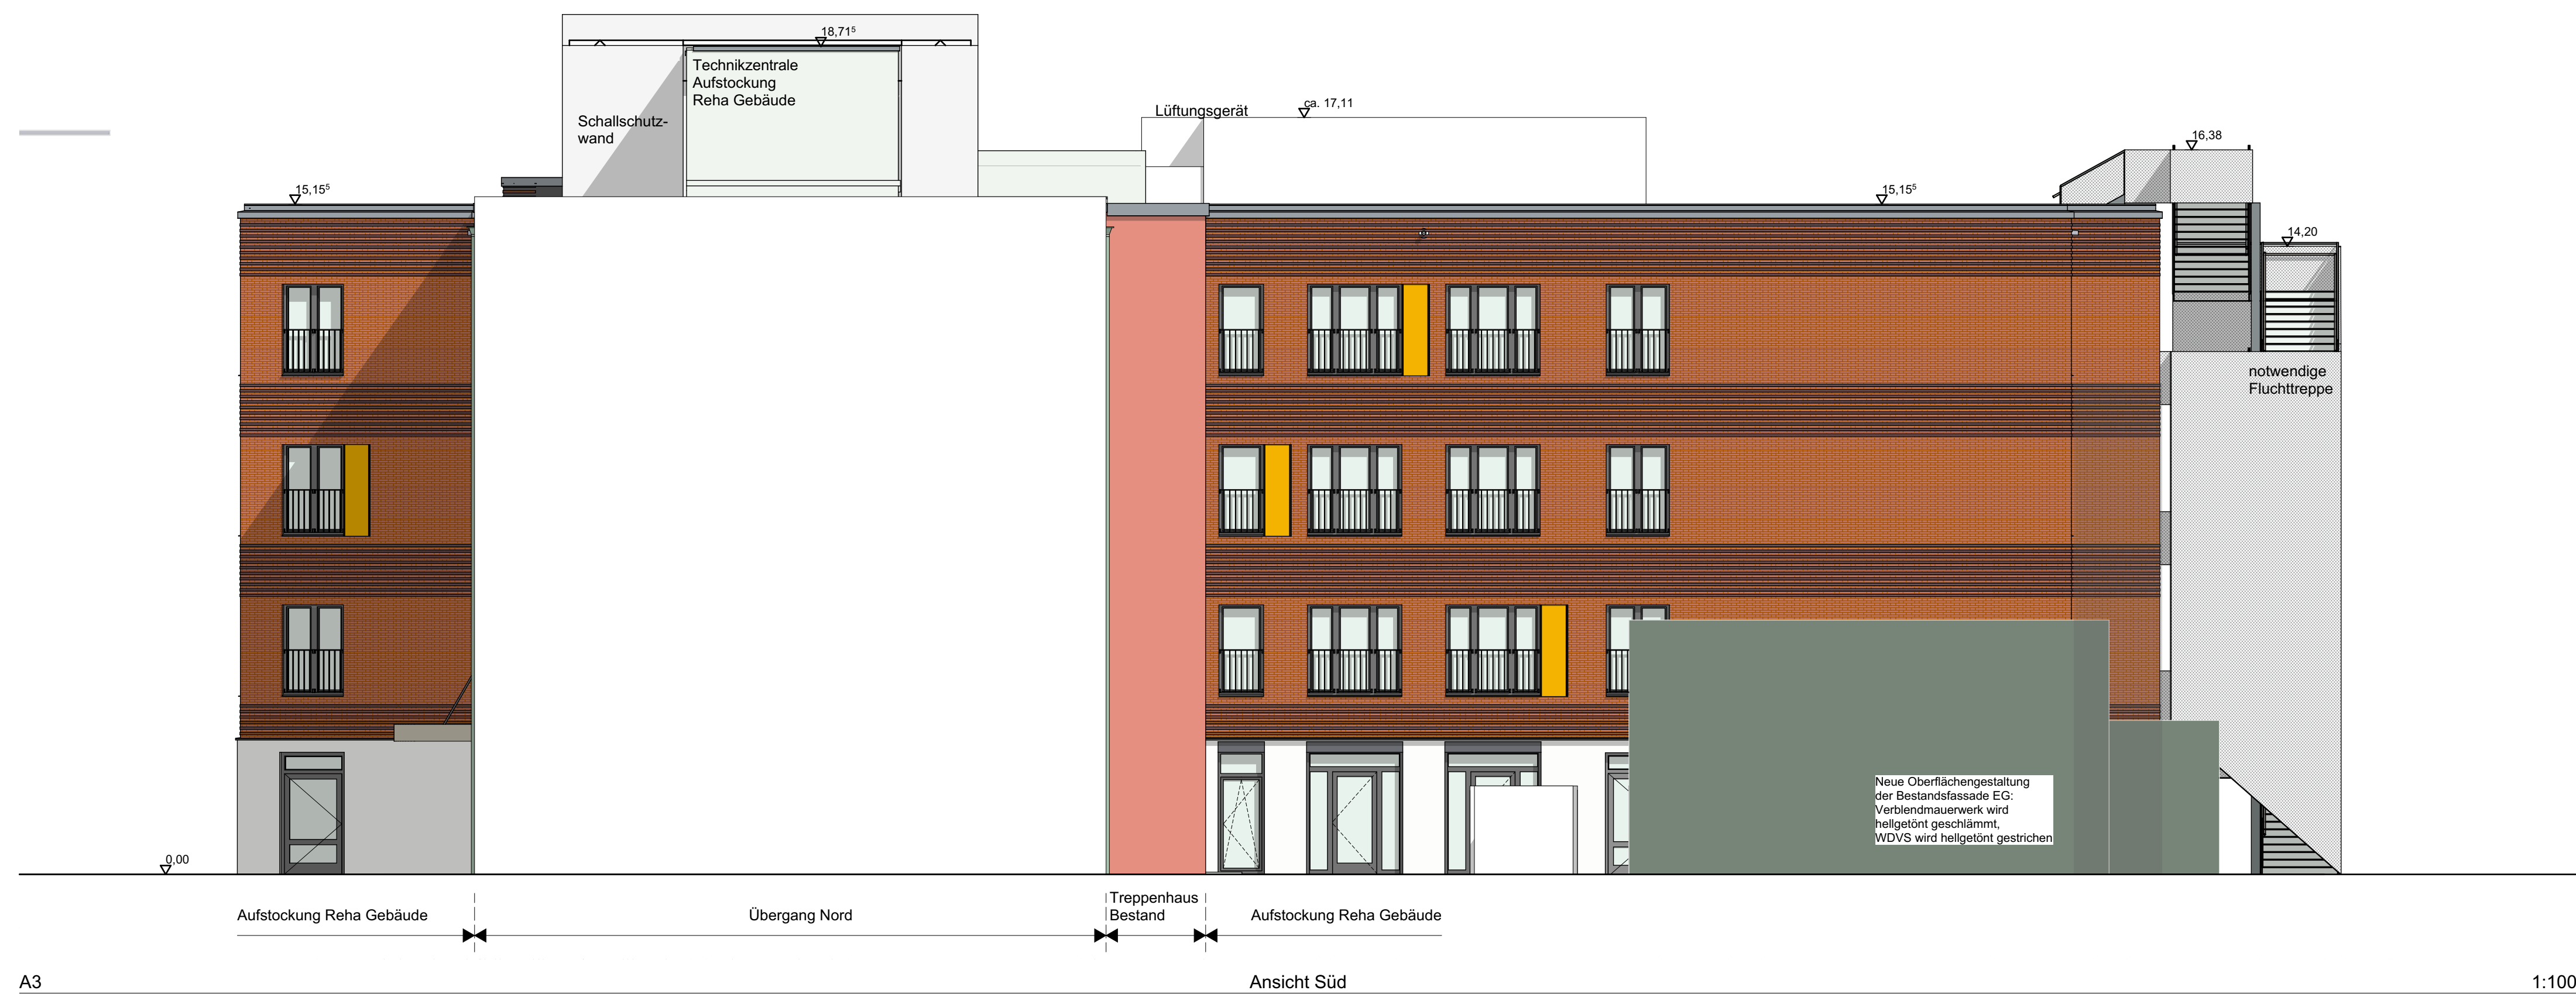 18,71⁵
Technikzentrale
Aufstockung
Reha Gebäude
Schallschutz-
wand
Lüftungsgerät
ca. 17,11
16,38
15,15⁵
15,15⁵
14,20
notwendige
Fluchttreppe
Neue Oberflächengestaltung
der Bestandsfassade EG:
Verblendmauerwerk wird
hellgetönt geschlämmt,
WDVS wird hellgetönt gestrichen
0,00
Aufstockung Reha Gebäude
Übergang Nord
Treppenhaus
Bestand
Aufstockung Reha Gebäude
A3
Ansicht Süd
1:100